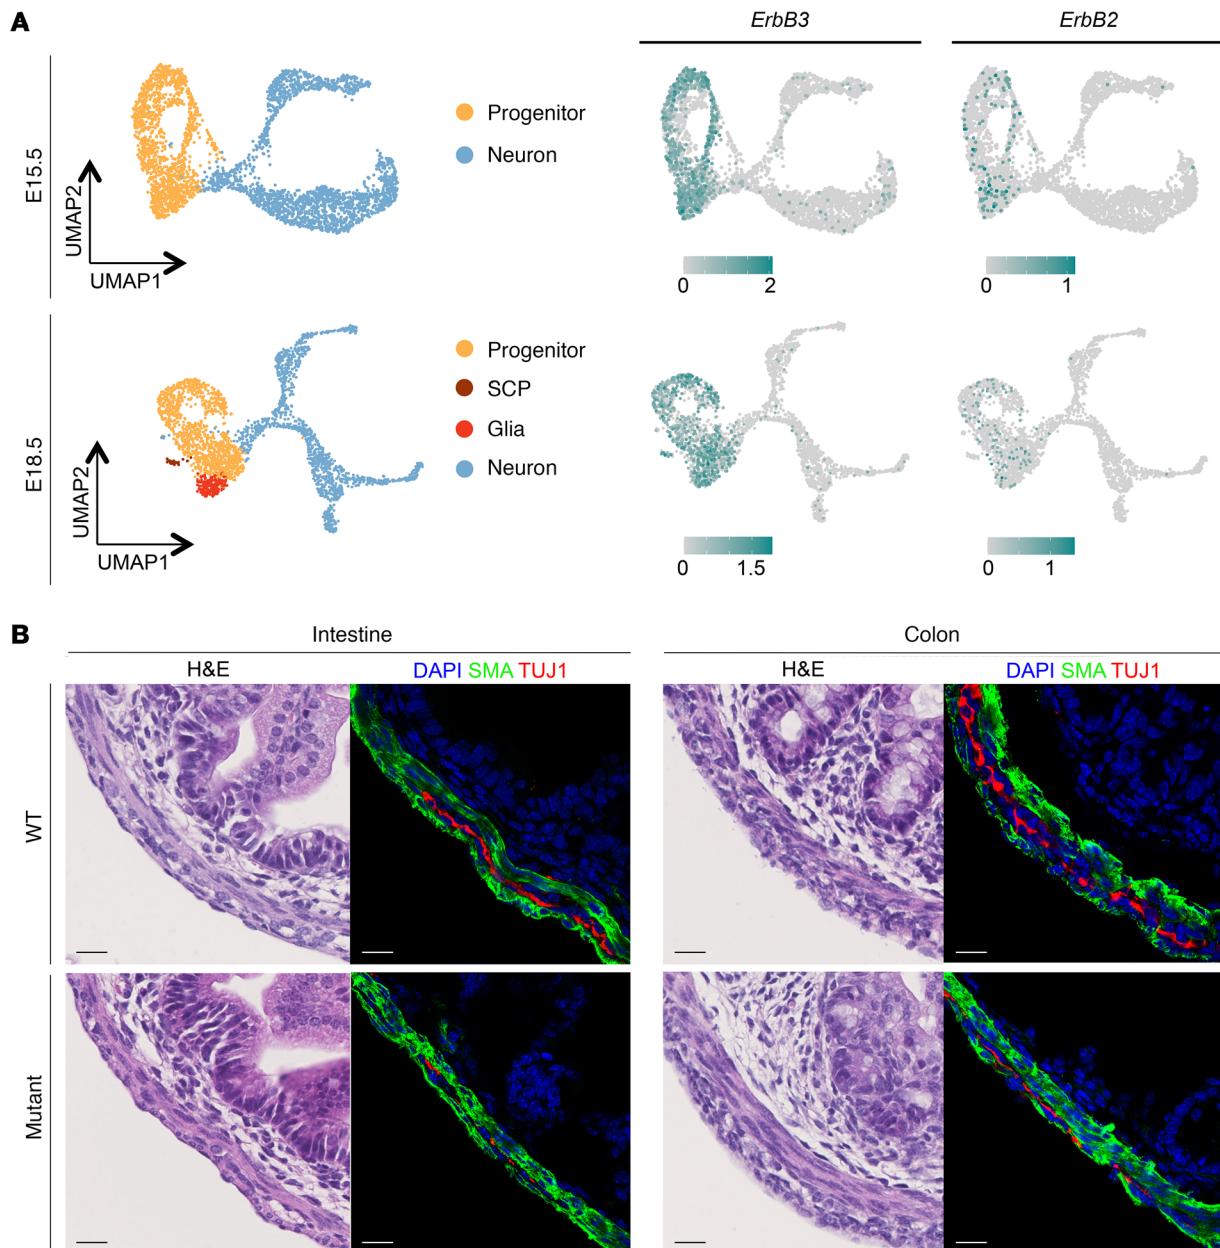 A
ErbB3
ErbB2
E15.5
UMAP2
UMAP1
Progenitor
Neuron
0
2
0
1
E18.5
UMAP2
UMAP1
Progenitor
SCP
Glia
Neuron
0
1.5
0
1
B
Intestine
Colon
H&E
DAPI SMA TUJ1
H&E
DAPI SMA TUJ1
WT
Mutant